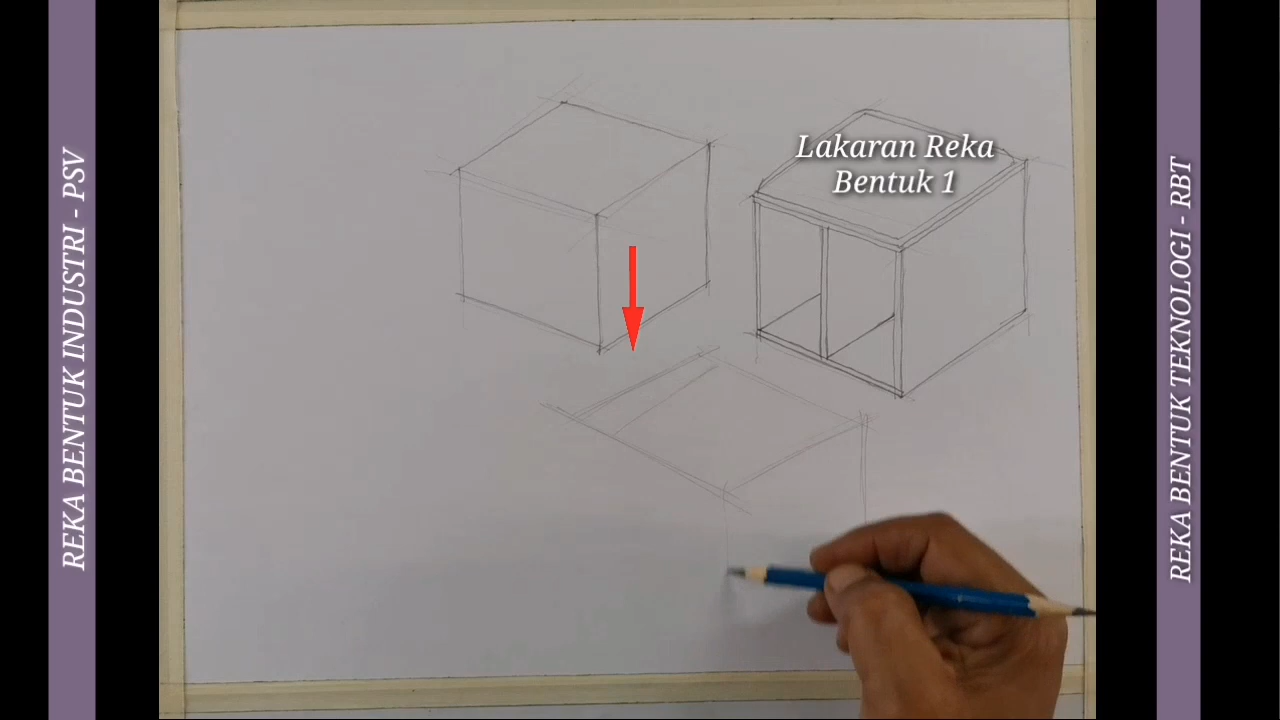 REKA BENTUK INDUSTRI - PSV
Lakaran Reka
Bentuk 1
REKA BENTUK TEKNOLOGI - RBT